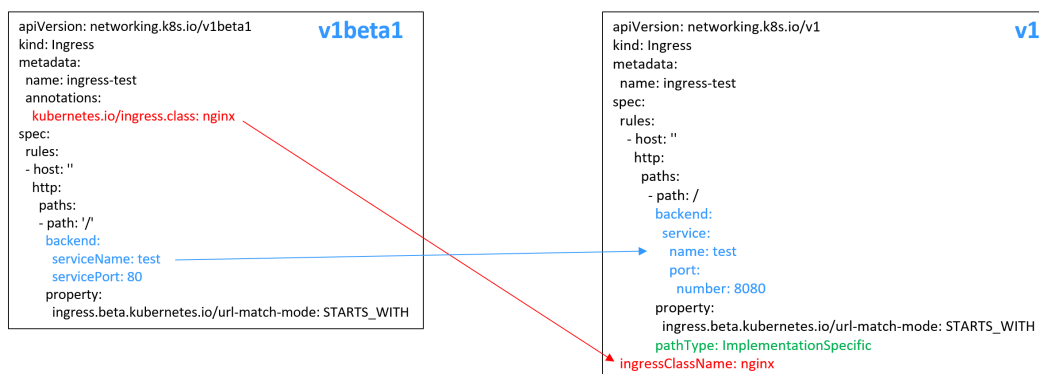 apiVersion: networking.k8s.io/v1beta1
v1beta1
kind: Ingress
metadata:
name: ingress-test
annotations:
kubernetes.io/ingress.class: nginx
spec:
rules:
- host: ''
http:
paths:
- path: '/'
backend:
serviceName: test
servicePort: 80
property:
ingress.beta.kubernetes.io/url-match-mode: STARTS_WITH
apiVersion: networking.k8s.io/v1
v1
kind: Ingress
metadata:
name: ingress-test
spec:
rules:
- host: ''
http:
paths:
- path: /
backend:
service:
name: test
port:
number: 8080
property:
ingress.beta.kubernetes.io/url-match-mode: STARTS_WITH
pathType: ImplementationSpecific
ingressClassName: nginx